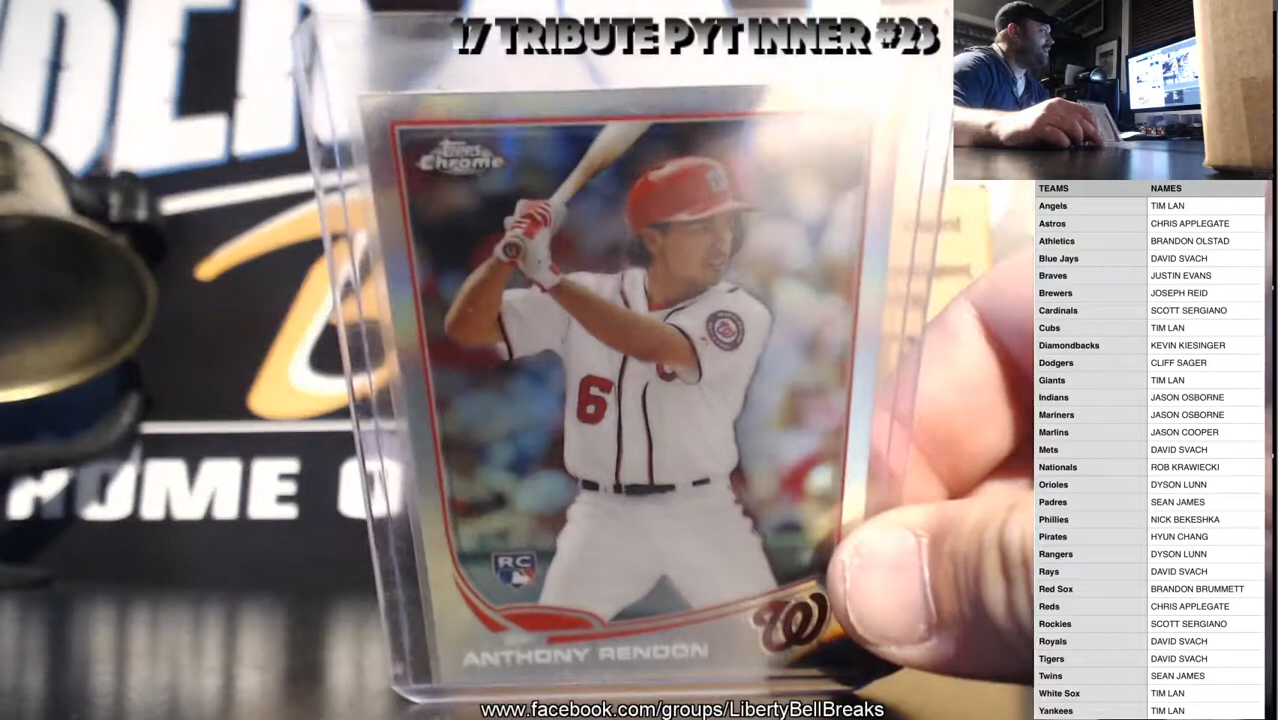 17 TRIBUTE PYT INNER #23
Topps
Chrome
6
RC
W
ANTHONY RENDON
HOME O
www.facebook.com/groups/LibertyBellBreaks
TEAMS NAMES
Angels TIM LAN
Astros CHRIS APPLEGATE
Athletics BRANDON OLSTAD
Blue Jays DAVID SVACH
Braves JUSTIN EVANS
Brewers JOSEPH REID
Cardinals SCOTT SERGIANO
Cubs TIM LAN
Diamondbacks KEVIN KIESINGER
Dodgers CLIFF SAGER
Giants TIM LAN
Indians JASON OSBORNE
Mariners JASON OSBORNE
Marlins JASON COOPER
Mets DAVID SVACH
Nationals ROB KRAWIECKI
Orioles DYSON LUNN
Padres SEAN JAMES
Phillies NICK BEKESHKA
Pirates HYUN CHANG
Rangers DYSON LUNN
Rays DAVID SVACH
Red Sox BRANDON BRUMMETT
Reds CHRIS APPLEGATE
Rockies SCOTT SERGIANO
Royals DAVID SVACH
Tigers DAVID SVACH
Twins SEAN JAMES
White Sox TIM LAN
Yankees TIM LAN